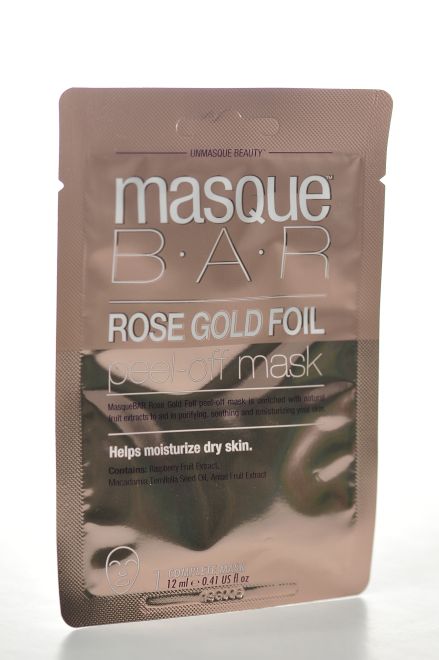 UNMASQUE BEAUTY™
masque™
B·A·R
ROSE GOLD FOIL
peel-off mask
MasqueBAR Rose Gold Foil peel-off mask is enriched with natural
fruit extracts to aid in purifying, soothing and moisturizing your skin.
Helps moisturize dry skin.
Contains: Raspberry Fruit Extract,
Macadamia Ternifolia Seed Oil, Apple Fruit Extract
1 COMPLETE MASK
12 ml e 0.41 US fl oz